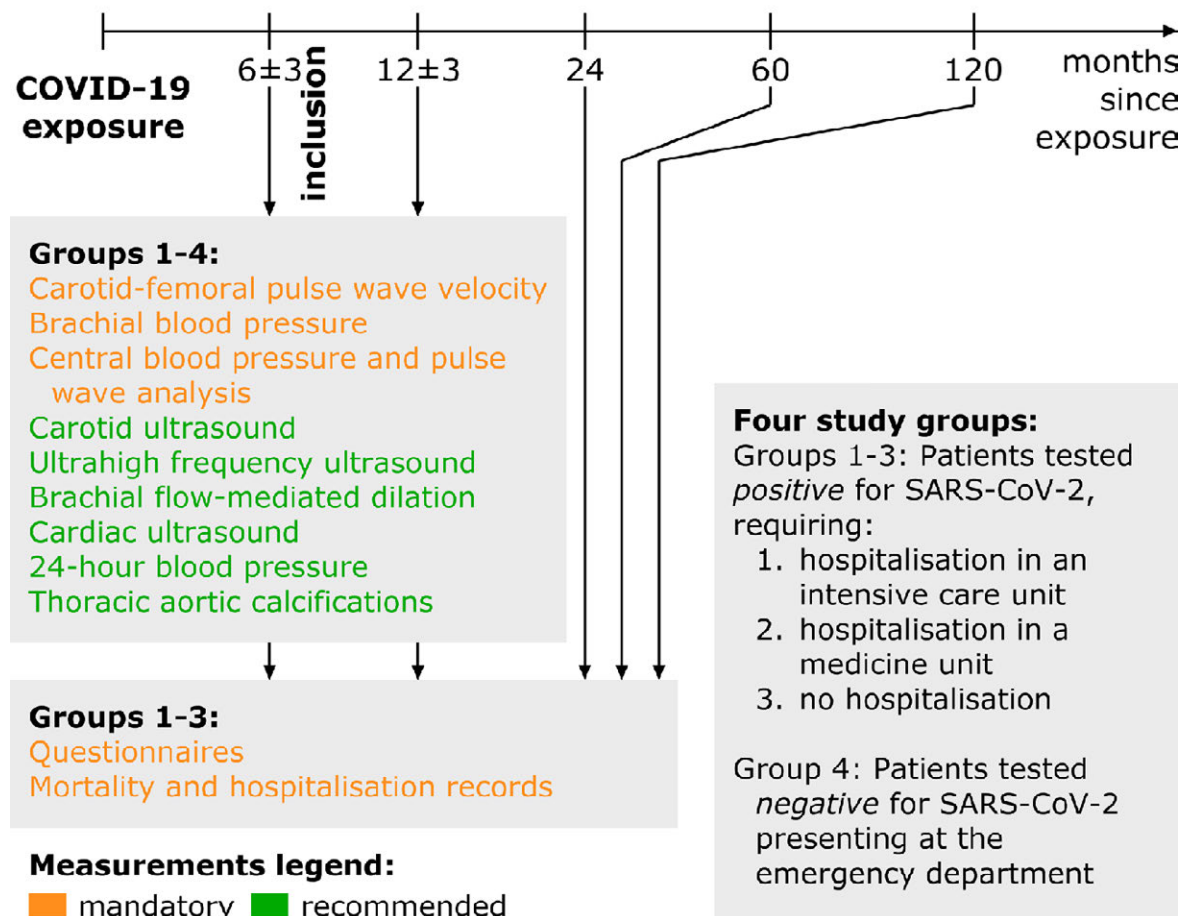 6±3
12±3
24
60
120
months
since
exposure
COVID-19
exposure
inclusion
Groups 1-4:
Carotid-femoral pulse wave velocity
Brachial blood pressure
Central blood pressure and pulse
wave analysis
Carotid ultrasound
Ultrahigh frequency ultrasound
Brachial flow-mediated dilation
Cardiac ultrasound
24-hour blood pressure
Thoracic aortic calcifications
Groups 1-3:
Questionnaires
Mortality and hospitalisation records
Measurements legend:
mandatory
recommended
Four study groups:
Groups 1-3: Patients tested
positive for SARS-CoV-2,
requiring:
1. hospitalisation in an
intensive care unit
2. hospitalisation in a
medicine unit
3. no hospitalisation
Group 4: Patients tested
negative for SARS-CoV-2
presenting at the
emergency department